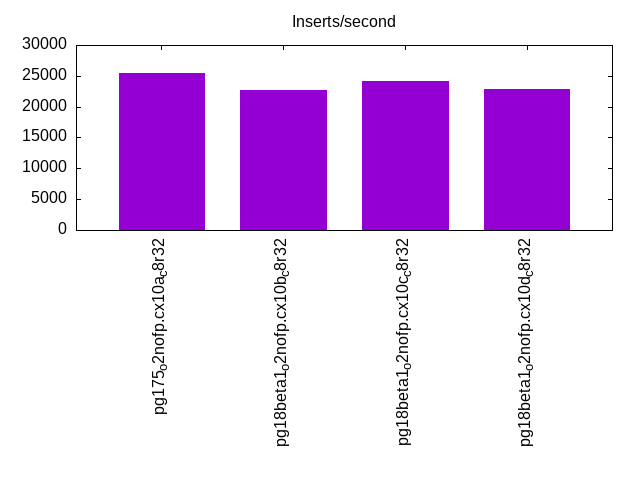 Inserts/second
30000
25000
20000
15000
10000
5000
0
pg175o2nofp.cx10ac8r32
pg18beta1o2nofp.cx10bc8r32
pg18beta1o2nofp.cx10cc8r32
pg18beta1o2nofp.cx10dc8r32